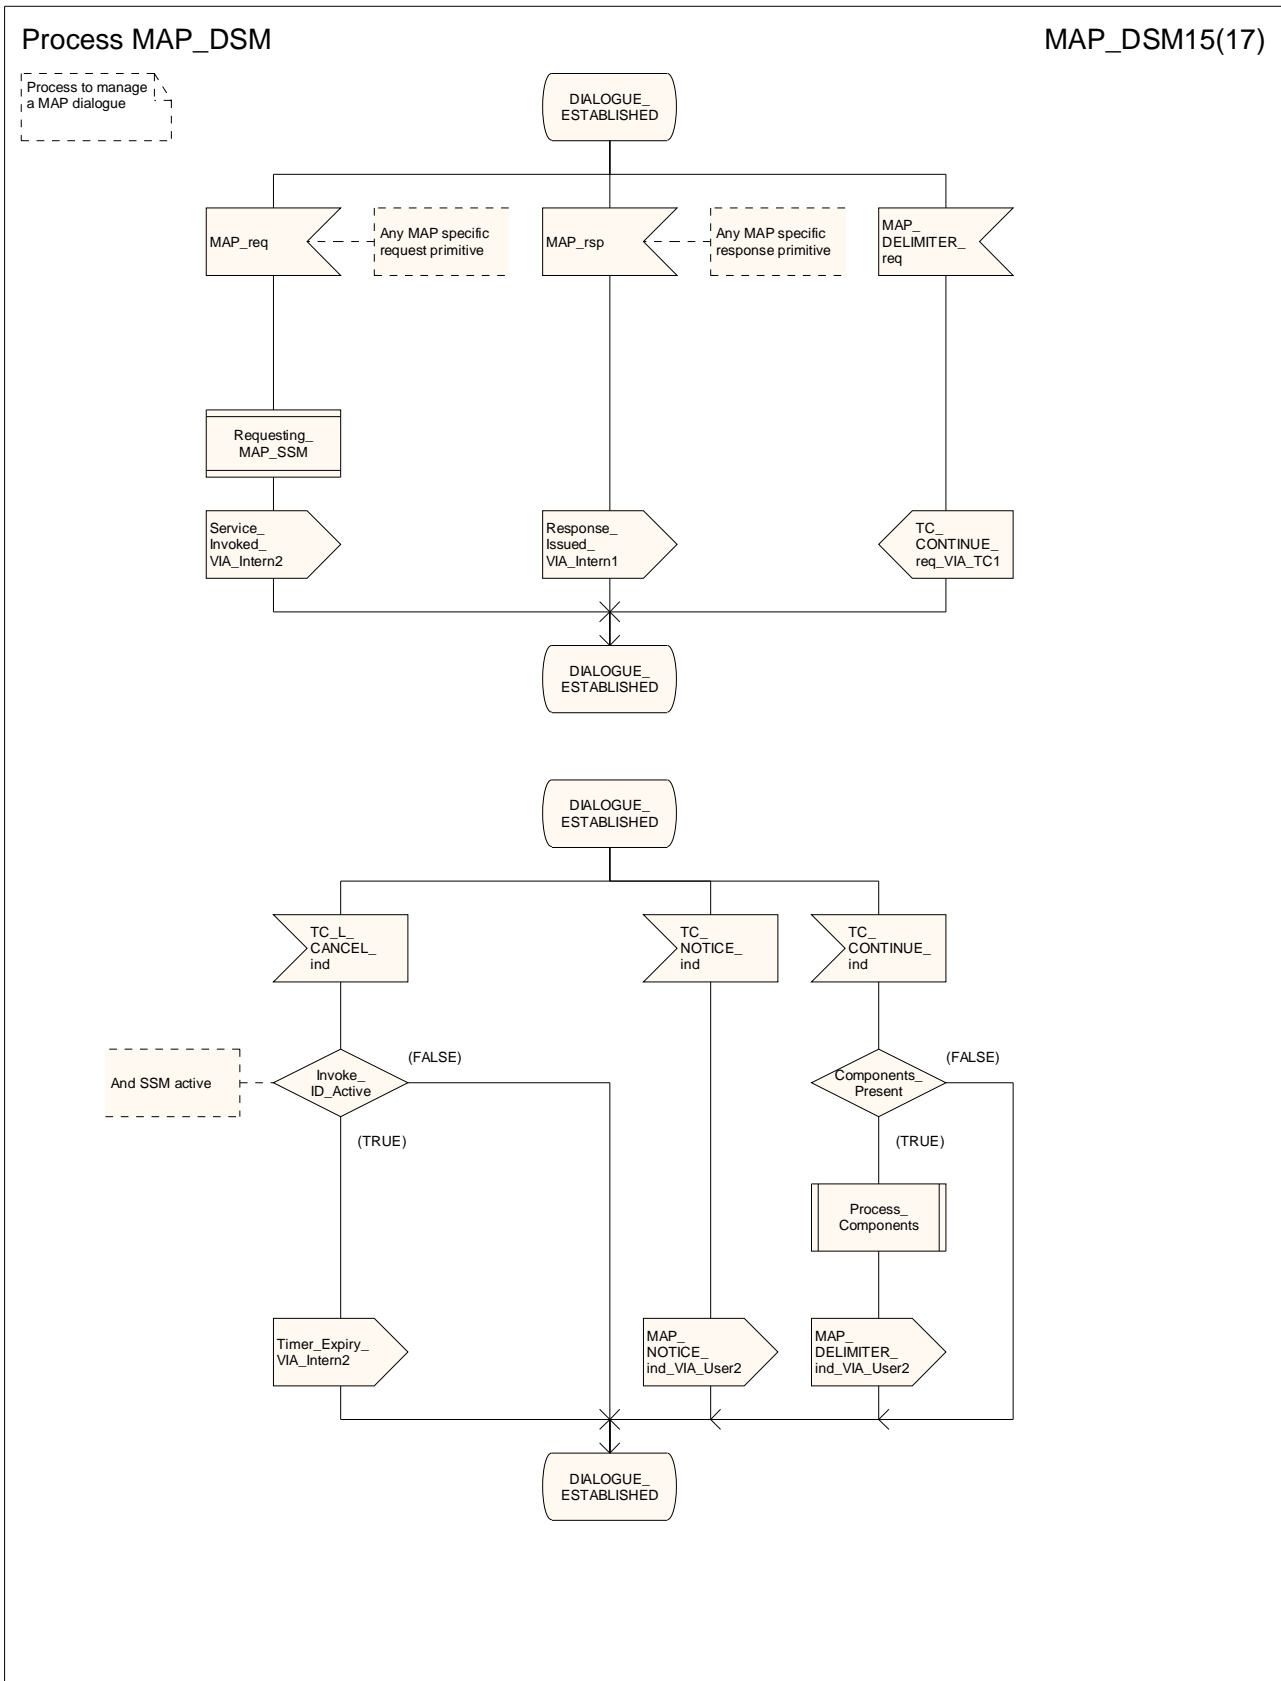 Process MAP_DSM
MAP_DSM15(17)
Process to manage
a MAP dialogue
DIALOGUE_
ESTABLISHED
MAP_req
Any MAP specific
request primitive
MAP_rsp
Any MAP specific
response primitive
MAP_
DELIMITER_
req
Requesting_
MAP_SSM
Service_
Invoked_
VIA_Intern2
Response_
Issued_
VIA_Intern1
TC_
CONTINUE_
req_VIA_TC1
DIALOGUE_
ESTABLISHED
DIALOGUE_
ESTABLISHED
TC_L_
CANCEL_
ind
TC_
NOTICE_
ind
TC_
CONTINUE_
ind
And SSM active
Invoke_
ID_Active
(FALSE)
(TRUE)
Components_
Present
(FALSE)
(TRUE)
Process_
Components
Timer_Expiry_
VIA_Intern2
MAP_
NOTICE_
ind_VIA_User2
MAP_
DELIMITER_
ind_VIA_User2
DIALOGUE_
ESTABLISHED